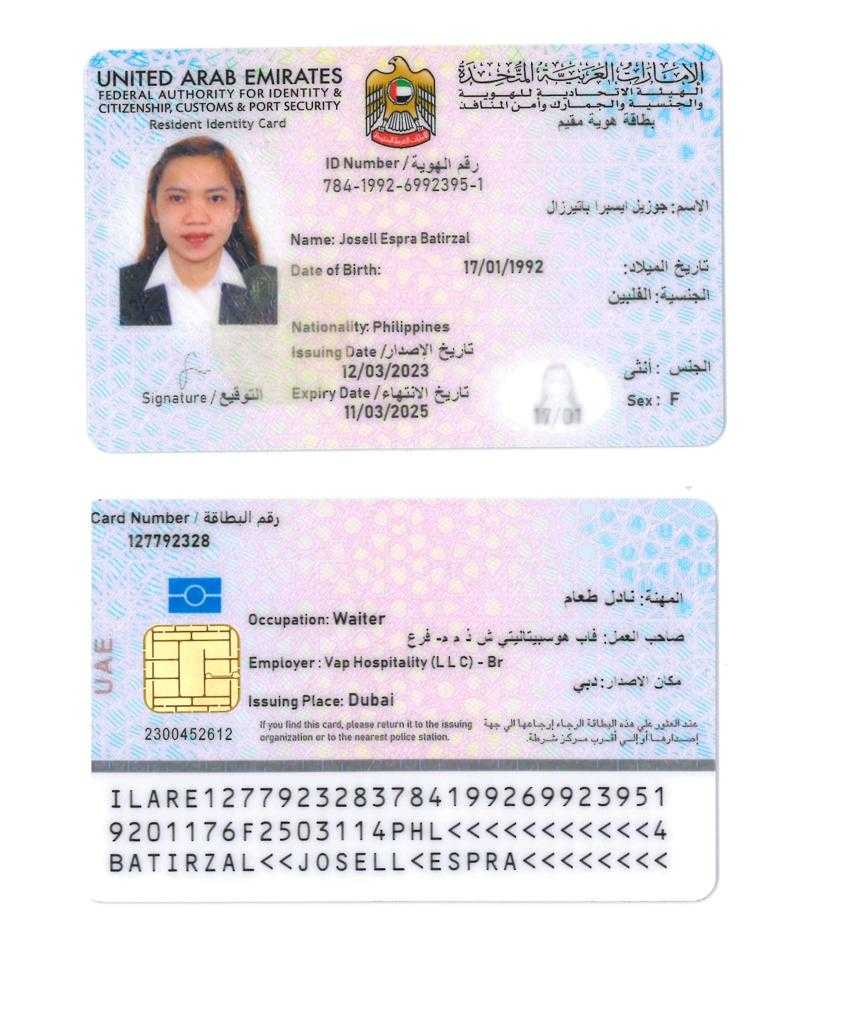 UNITED ARAB EMIRATES
FEDERAL AUTHORITY FOR IDENTITY &
CITIZENSHIP, CUSTOMS & PORT SECURITY
Resident Identity Card
الإمارات العربية المتحدة
الهيئة الاتحادية للهوية
والجنسية والجمارك وأمن المنافذ
بطاقة هوية مقيم
ID Number / رقم الهوية
784-1992-6992395-1
الاسم: جوزيل ايسبرا باتيرزال
Name: Josell Espra Batirzal
Date of Birth: 17/01/1992 تاريخ الميلاد:
الجنسية: الفلبين
Nationality: Philippines
Issuing Date / تاريخ الاصدار
12/03/2023
الجنس : أنثى
Expiry Date / تاريخ الانتهاء
11/03/2025
Sex : F
Signature / التوقيع
17/01
Card Number / رقم البطاقة
127792328
المهنة: نادل طعام
Occupation: Waiter
صاحب العمل: فاب هوسبيتاليتي ش ذ م م- فرع
Employer : Vap Hospitality (L L C) - Br
مكان الاصدار: دبي
Issuing Place: Dubai
UAE
2300452612
If you find this card, please return it to the issuing
organization or to the nearest police station.
عند العثور علي هذه البطاقة الرجاء إرجاعها الي جهة
إصدارها أو إلي أقرب مركز شرطة.
ILARE1277923283784199269923951
9201176F2503114PHL<<<<<<<<<<<4
BATIRZAL<<JOSELL<ESPRA<<<<<<<<